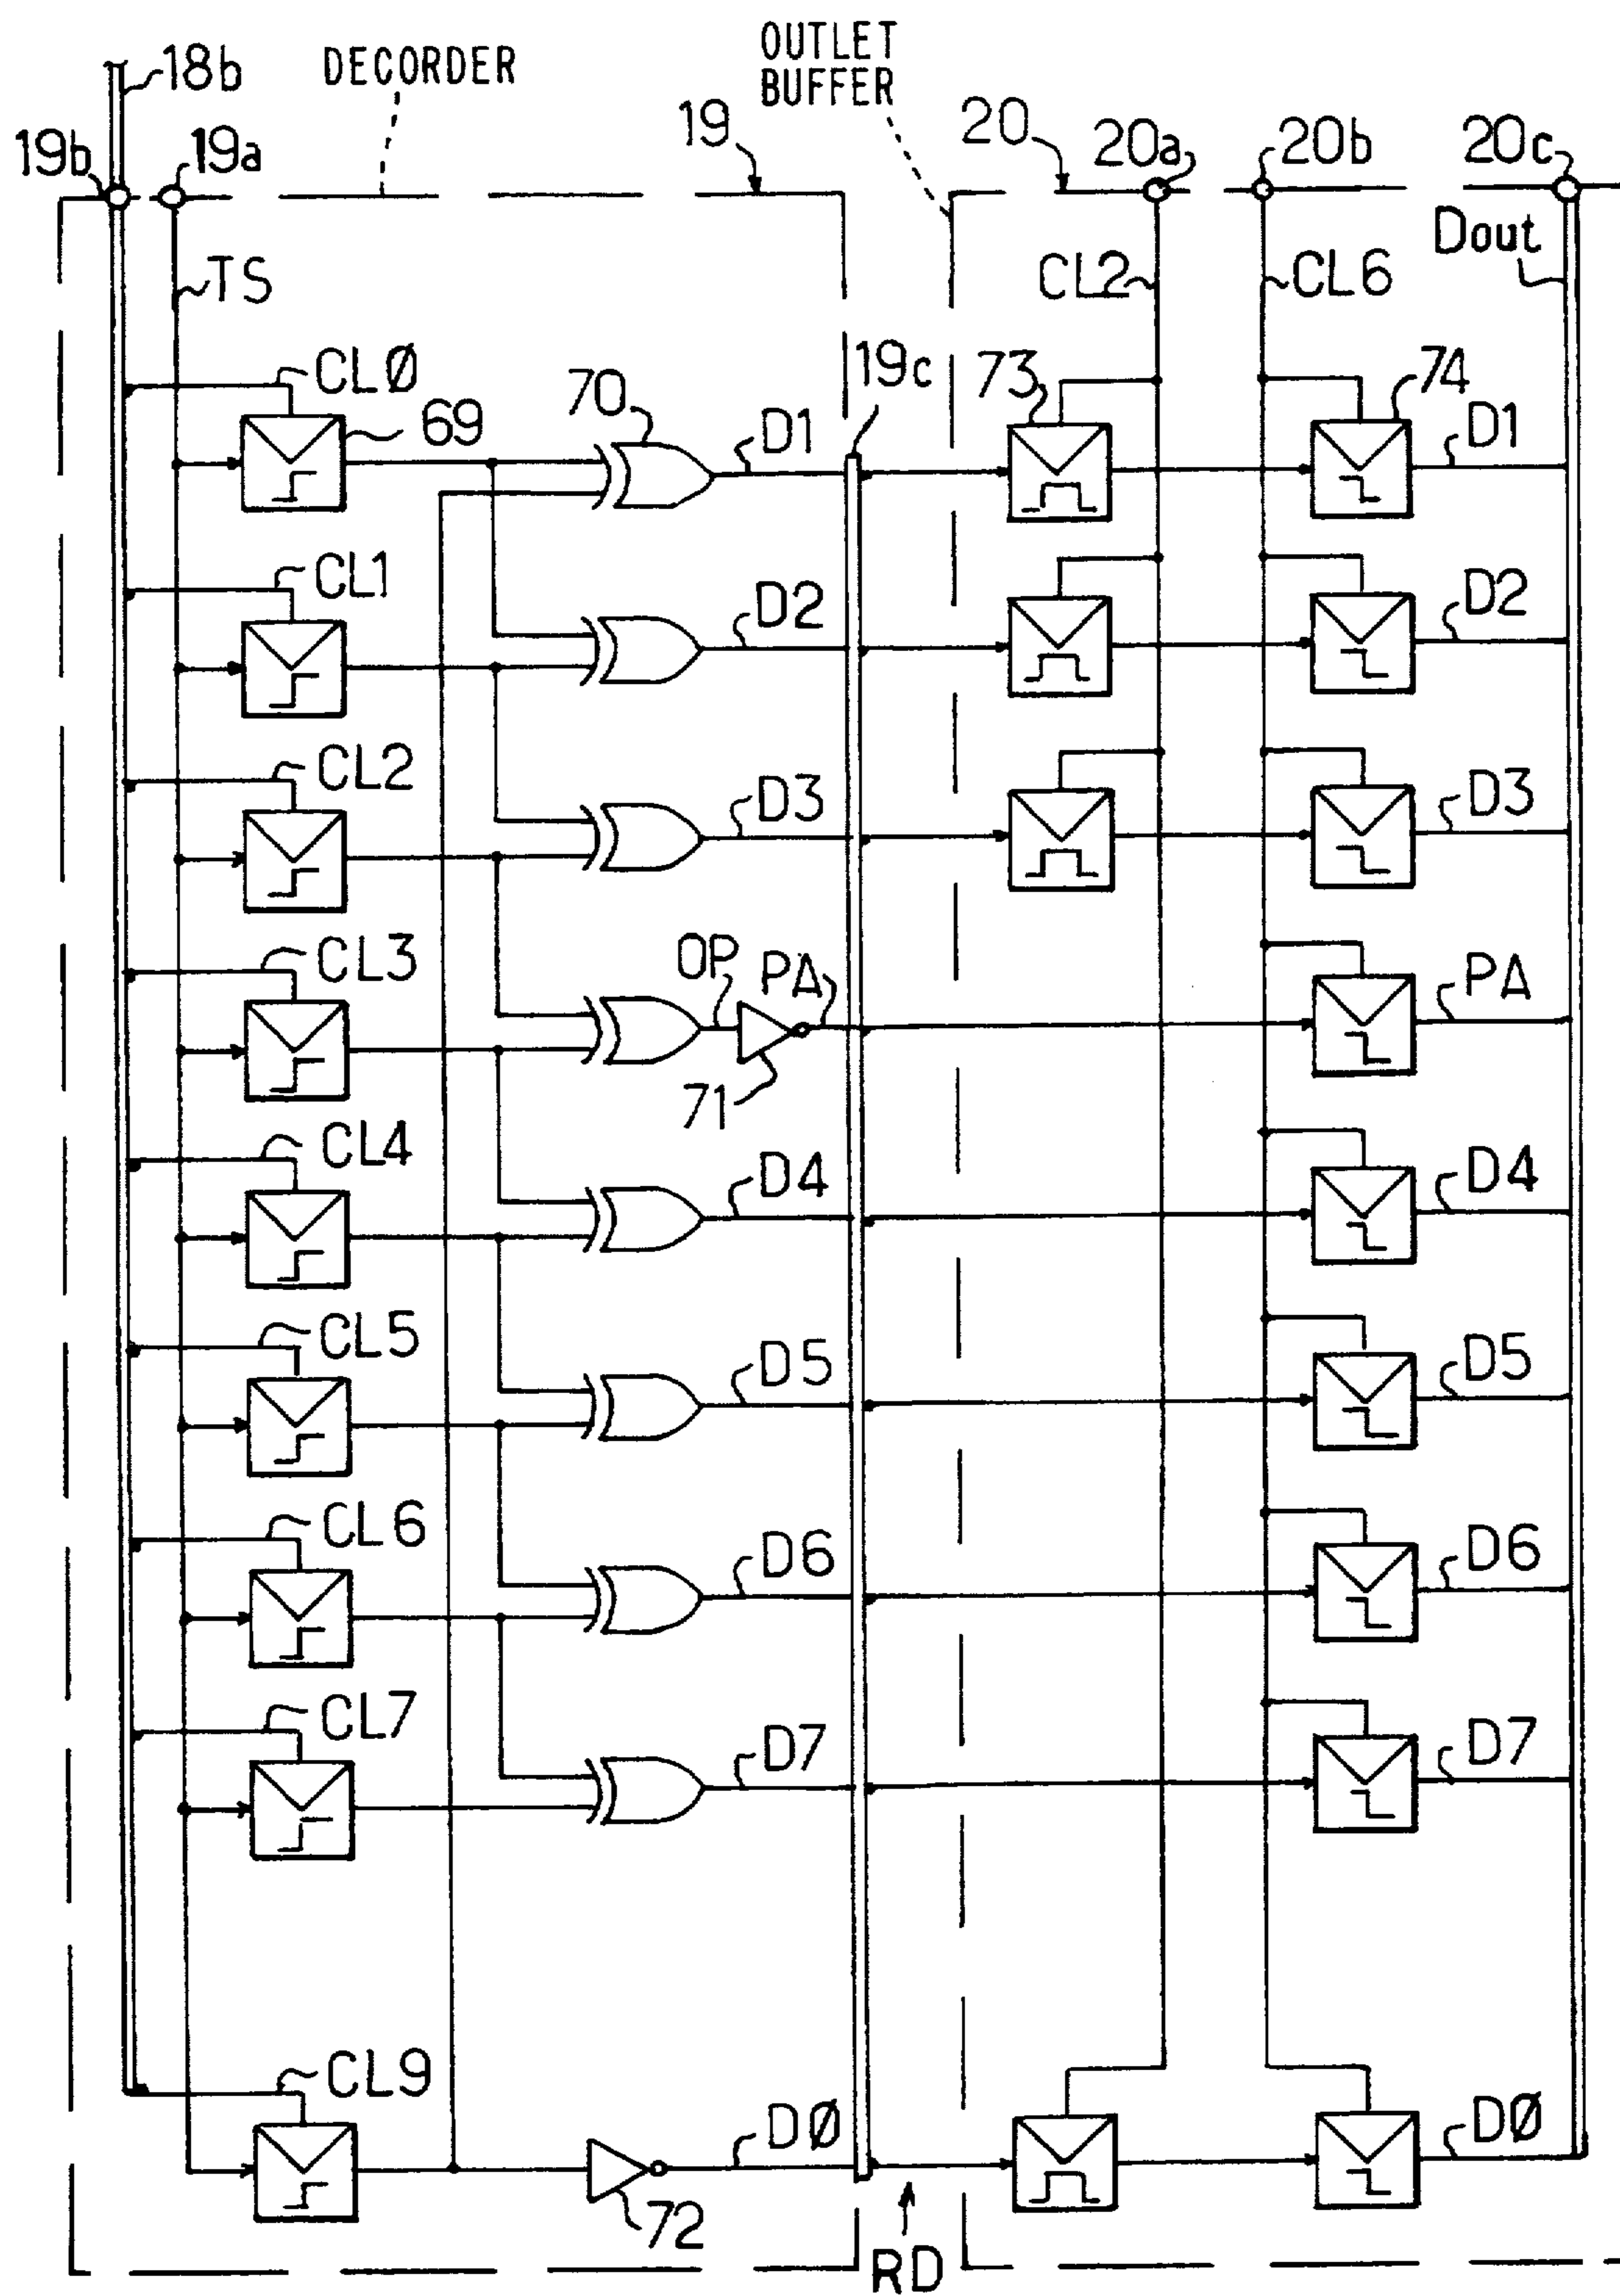 18b
DECORDER
OUTLET
BUFFER
19b
19a
19
20
20a
20b
20c
TS
CL2
CL6
Dout
CLØ
69
70
D1
19c
73
74
D1
CL1
D2
D2
CL2
D3
D3
CL3
OP
PA
71
PA
CL4
D4
D4
CL5
D5
D5
CL6
D6
D6
CL7
D7
D7
CL9
DØ
DØ
72
RD